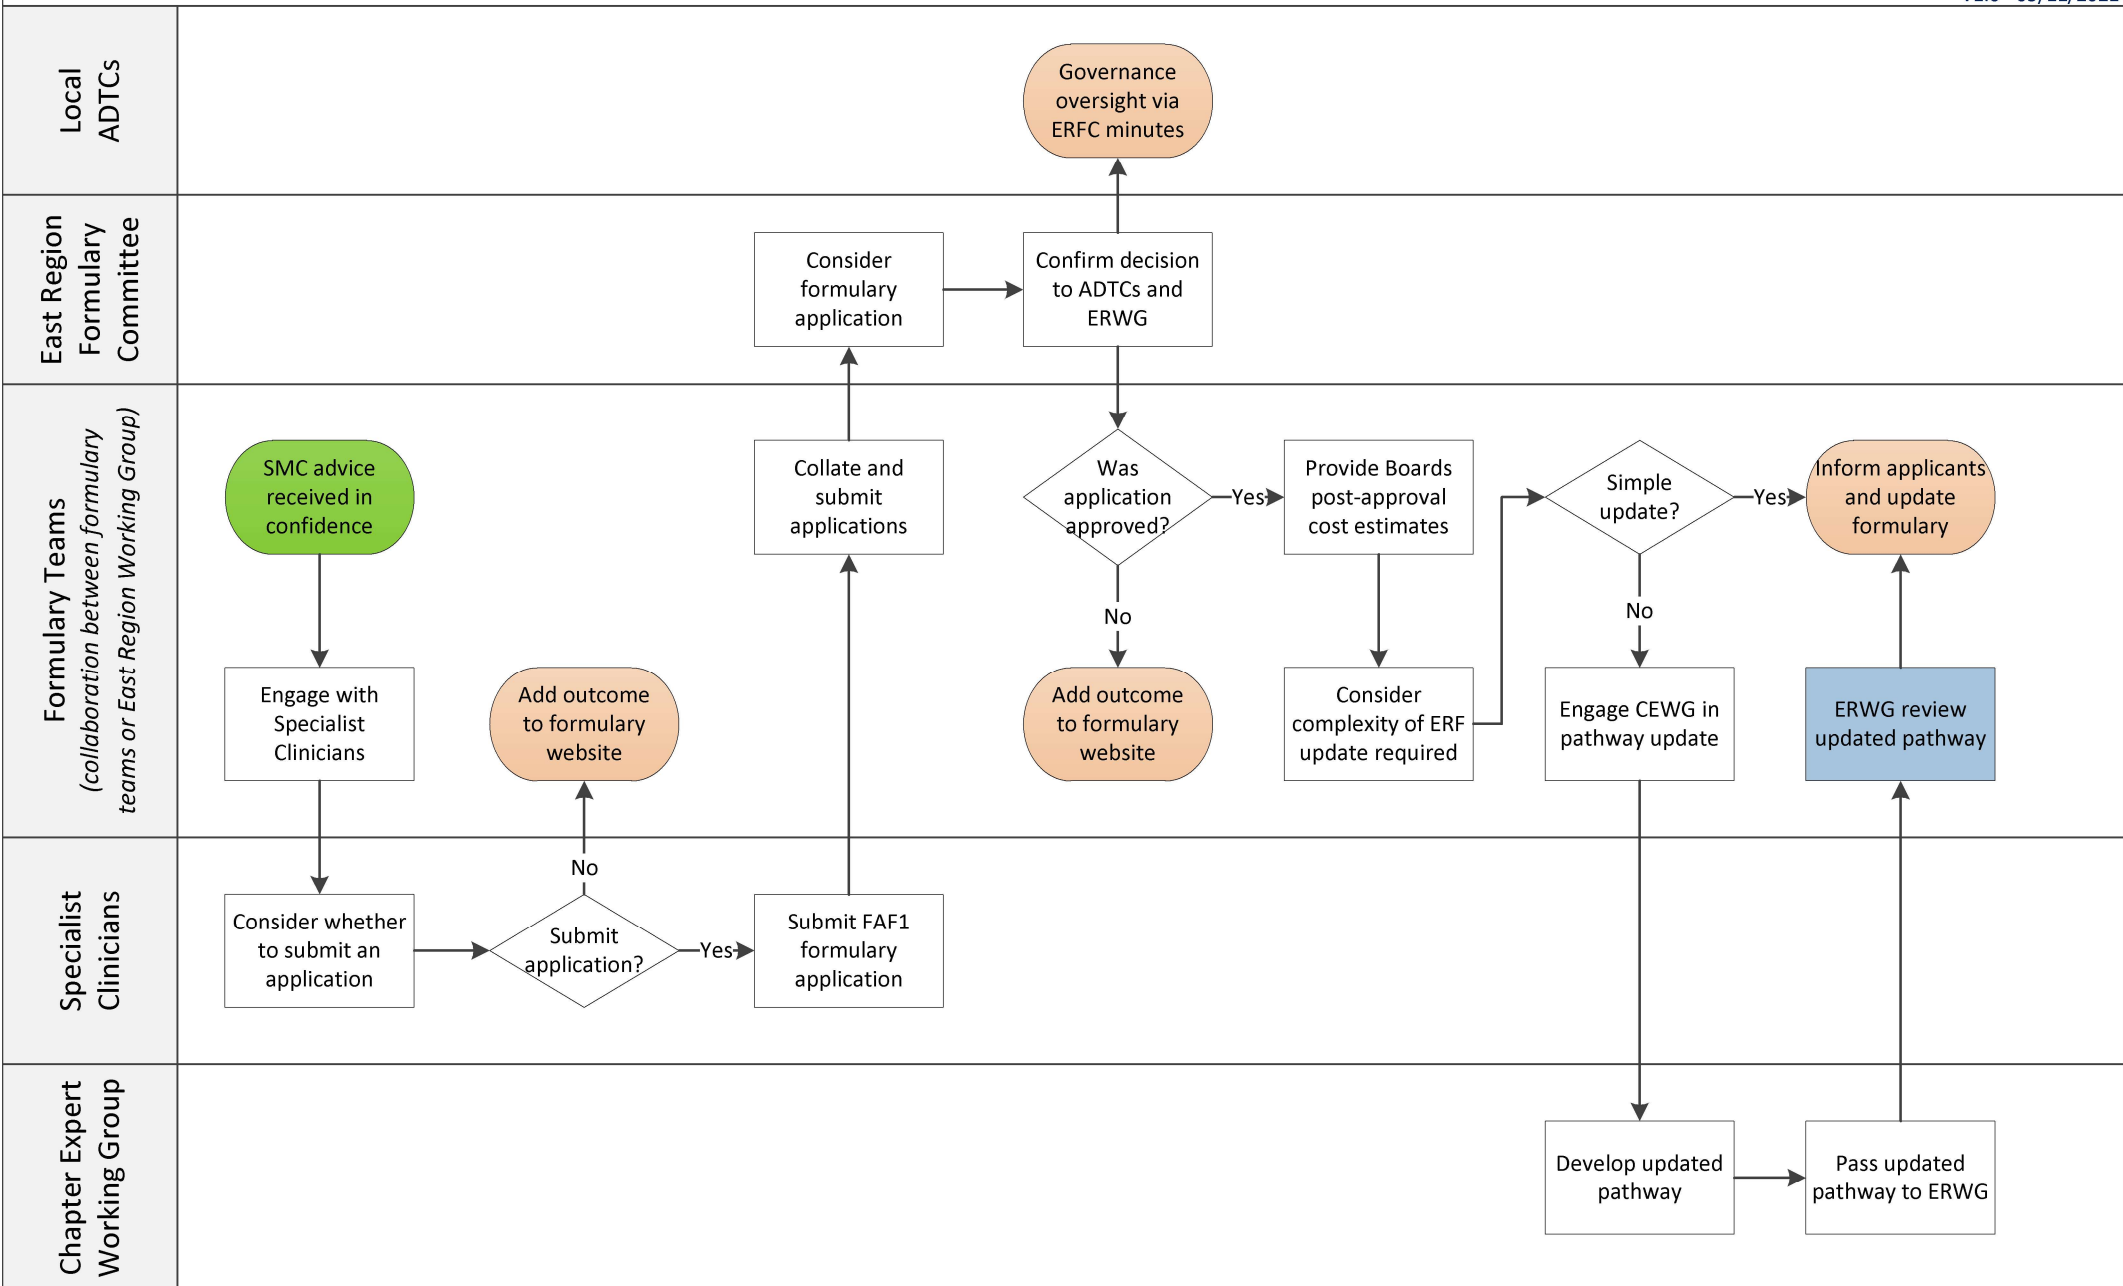 Local
ADTCs
Governance
oversight via
ERFC minutes
East Region
Formulary
Committee
Consider
formulary
application
Confirm decision
to ADTCs and
ERWG
Formulary Teams
(collaboration between formulary
teams or East Region Working Group)
SMC advice
received in
confidence
Collate and
submit
applications
Was
application
approved?
Yes
Provide Boards
post-approval
cost estimates
Simple
update?
Yes
Inform applicants
and update
formulary
No
No
Engage with
Specialist
Clinicians
Add outcome
to formulary
website
Add outcome
to formulary
website
Consider
complexity of ERF
update required
Engage CEWG in
pathway update
ERWG review
updated pathway
Specialist
Clinicians
No
Consider whether
to submit an
application
Submit
application?
Yes
Submit FAF1
formulary
application
Chapter Expert
Working Group
Develop updated
pathway
Pass updated
pathway to ERWG